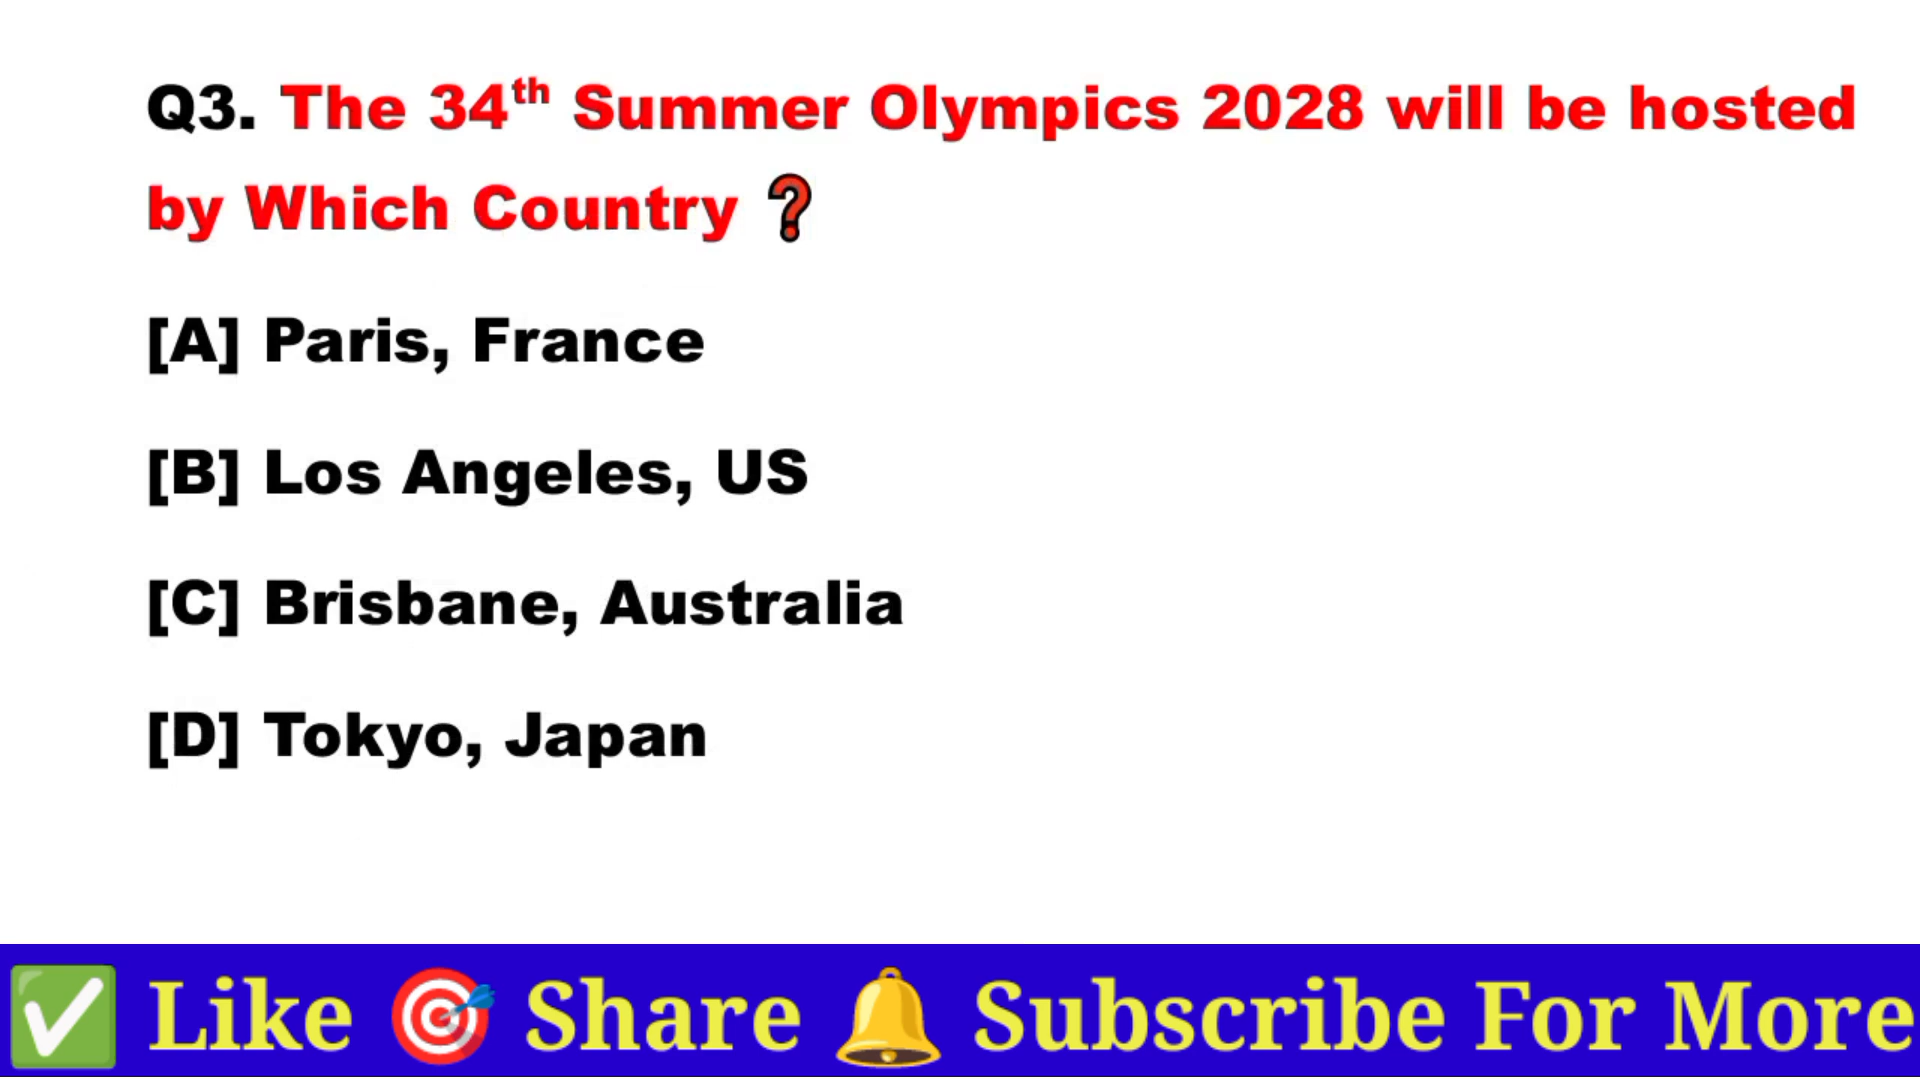 Q3. The 34th Summer Olympics 2028 will be hosted
by Which Country ❓
[A] Paris, France
[B] Los Angeles, US
[C] Brisbane, Australia
[D] Tokyo, Japan
✅ Like 🎯 Share 🔔 Subscribe For More